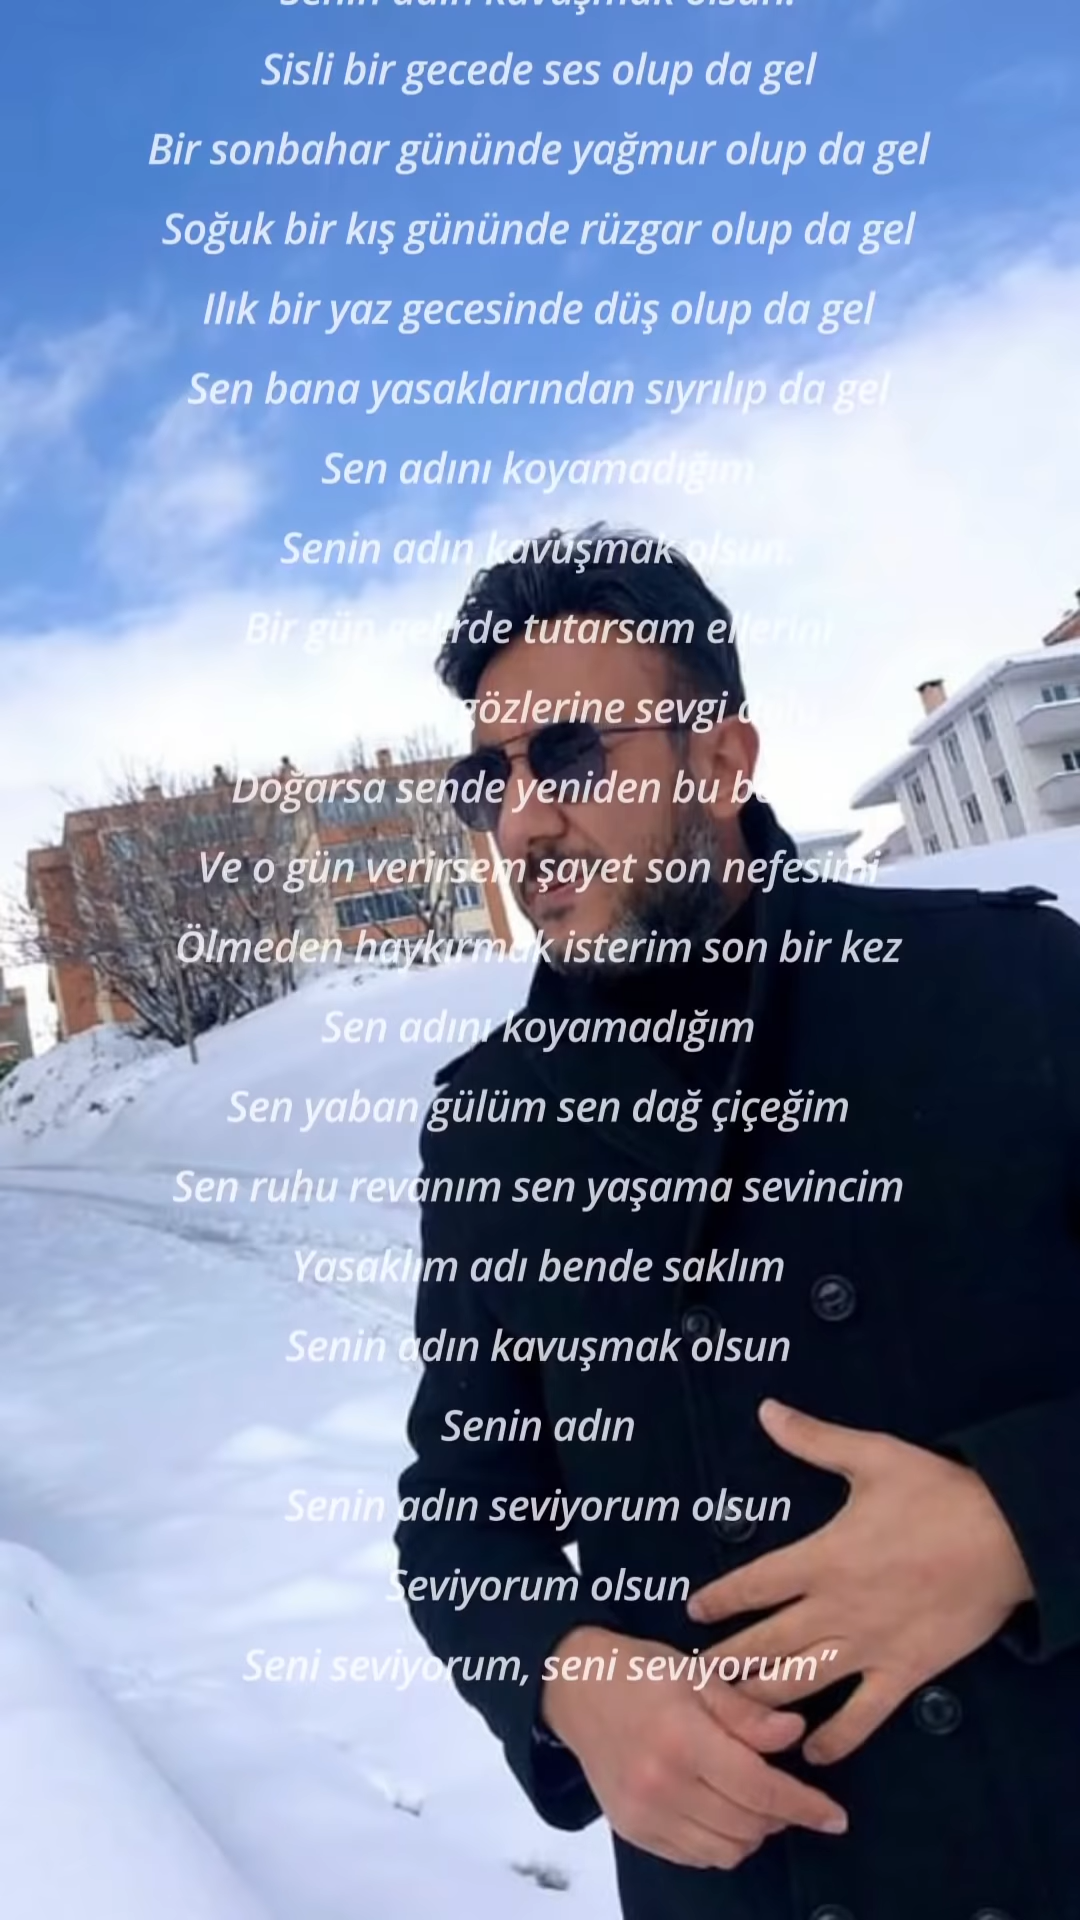 Senin adın kavuşmak olsun.
Sisli bir gecede ses olup da gel
Bir sonbahar gününde yağmur olup da gel
Soğuk bir kış gününde rüzgar olup da gel
Ilık bir yaz gecesinde düş olup da gel
Sen bana yasaklarından sıyrılıp da gel
Sen adını koyamadığım
Senin adın kavuşmak olsun.
Bir gün gelirde tutarsam ellerini
gözlerine sevgi dolu
Doğarsa sende yeniden bu
Ve o gün verirsem şayet son nefesimi
Ölmeden haykırmak isterim son bir kez
Sen adını koyamadığım
Sen yaban gülüm sen dağ çiçeğim
Sen ruhu revanım sen yaşama sevincim
Yasaklım adı bende saklım
Senin adın kavuşmak olsun
Senin adın
Senin adın seviyorum olsun
Seviyorum olsun
Seni seviyorum, seni seviyorum”